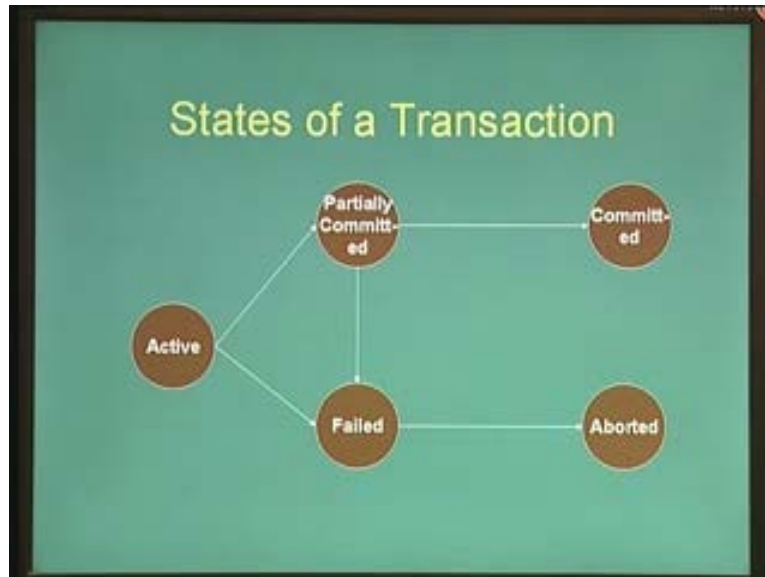 States of a Transaction
Partially
Committ-
ed
Committ-
ed
Active
Failed
Aborted